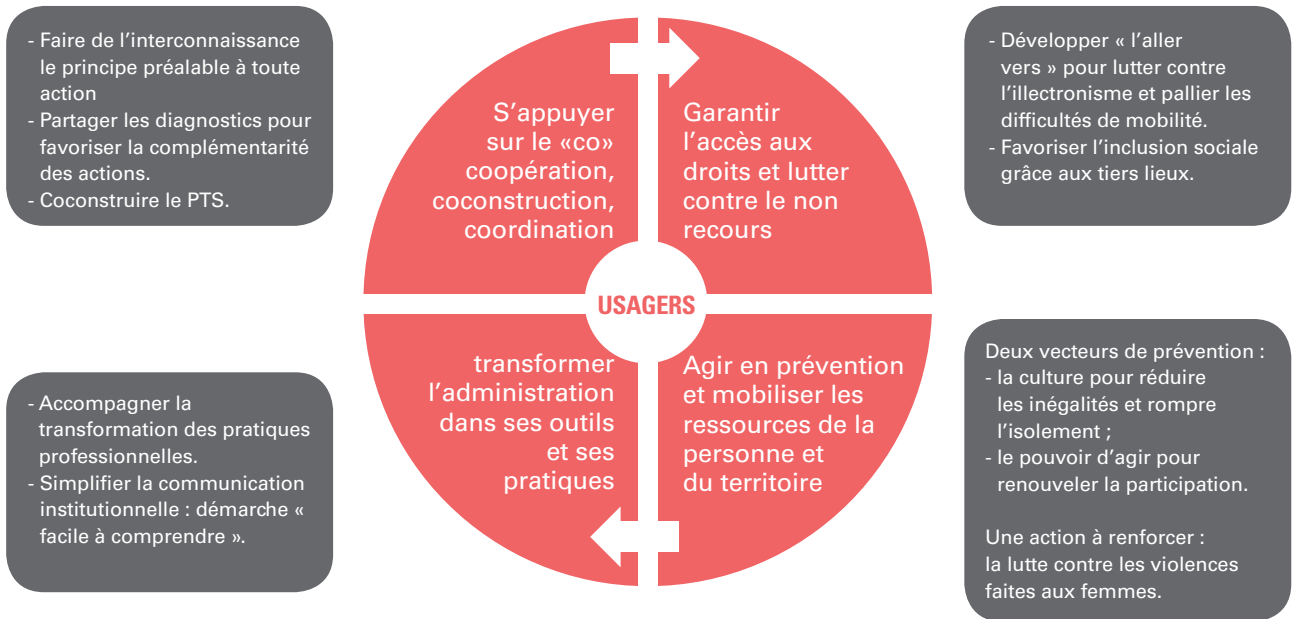 - Faire de l'interconnaissance
le principe préalable à toute
action
- Partager les diagnostics pour
favoriser la complémentarité
des actions.
- Coconstruire le PTS.
S'appuyer
sur le «co»
coopération,
coconstruction,
coordination
Garantir
l'accès aux
droits et lutter
contre le non
recours
- Développer « l'aller
vers » pour lutter contre
l'illectronisme et pallier les
difficultés de mobilité.
- Favoriser l'inclusion sociale
grâce aux tiers lieux.
USAGERS
- Accompagner la
transformation des pratiques
professionnelles.
- Simplifier la communication
institutionnelle : démarche «
facile à comprendre ».
transformer
l'administration
dans ses outils
et ses
pratiques
Agir en prévention
et mobiliser les
ressources de la
personne et
du territoire
Deux vecteurs de prévention :
- la culture pour réduire
les inégalités et rompre
l'isolement ;
- le pouvoir d'agir pour
renouveler la participation.
Une action à renforcer :
la lutte contre les violences
faites aux femmes.